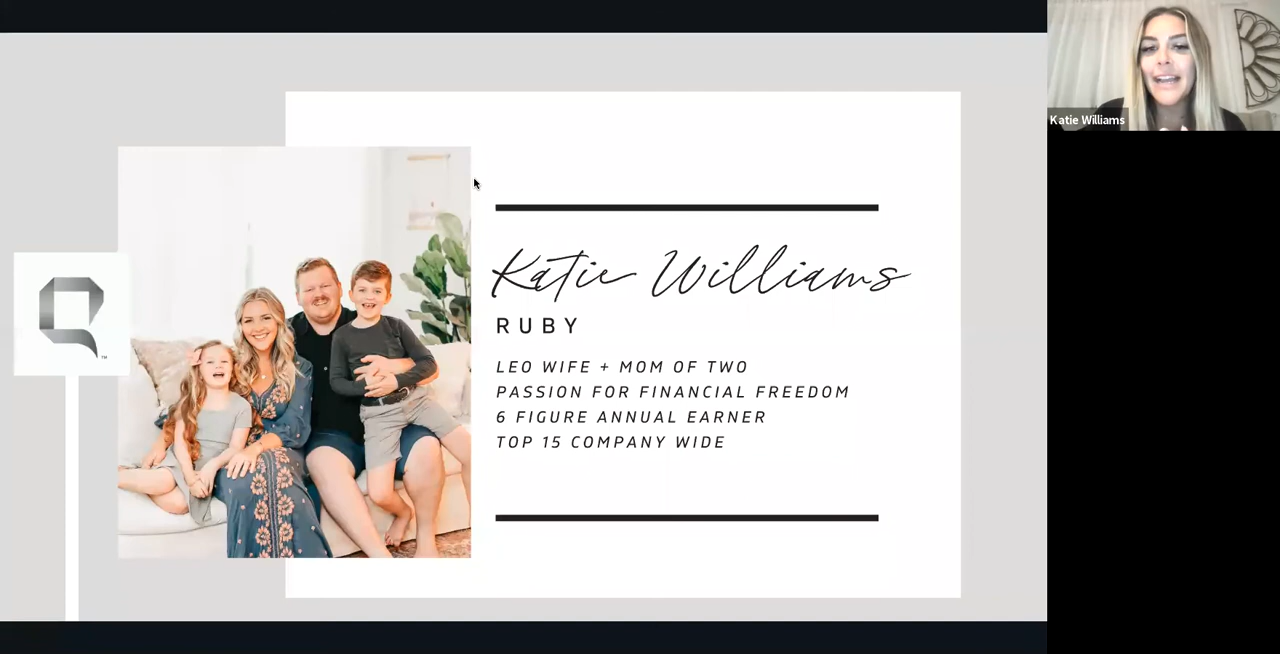 Katie Williams
RUBY
LEO WIFE + MOM OF TWO
PASSION FOR FINANCIAL FREEDOM
6 FIGURE ANNUAL EARNER
TOP 15 COMPANY WIDE
TM
Katie Williams